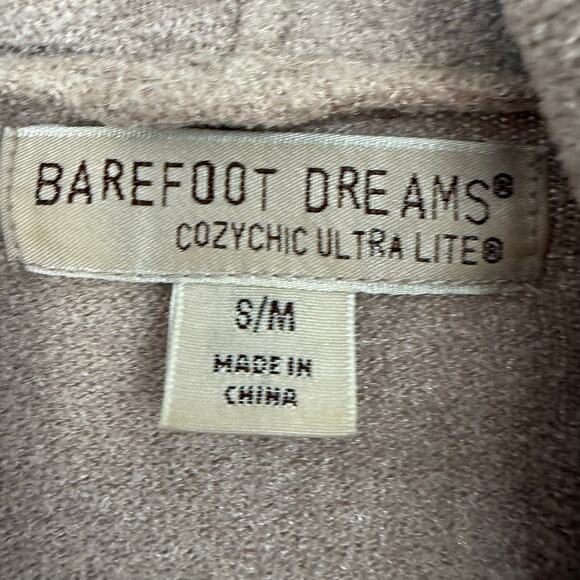 BAREFOOT DREAMS®
COZYCHIC ULTRA LITE®
S/M
MADE IN
CHINA